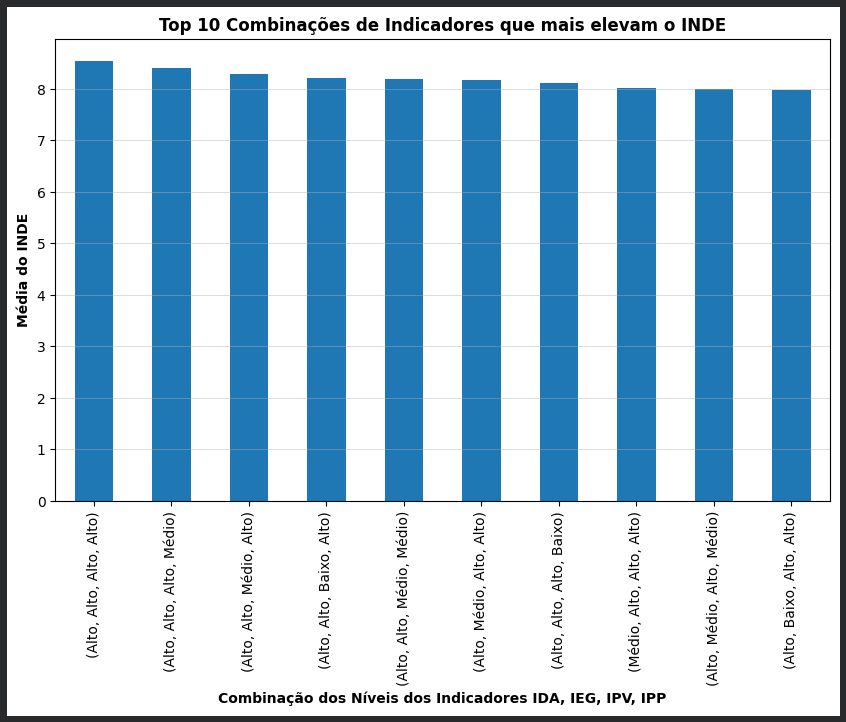 Top 10 Combinações de Indicadores que mais elevam o INDE
Média do INDE
8
7
6
5
4
3
2
1
0
(Alto, Alto, Alto, Alto)
(Alto, Alto, Alto, Médio)
(Alto, Alto, Médio, Alto)
(Alto, Alto, Baixo, Alto)
(Alto, Alto, Médio, Médio)
(Alto, Médio, Alto, Alto)
(Alto, Alto, Alto, Baixo)
(Médio, Alto, Alto, Alto)
(Alto, Médio, Alto, Médio)
(Alto, Baixo, Alto, Alto)
Combinação dos Níveis dos Indicadores IDA, IEG, IPV, IPP